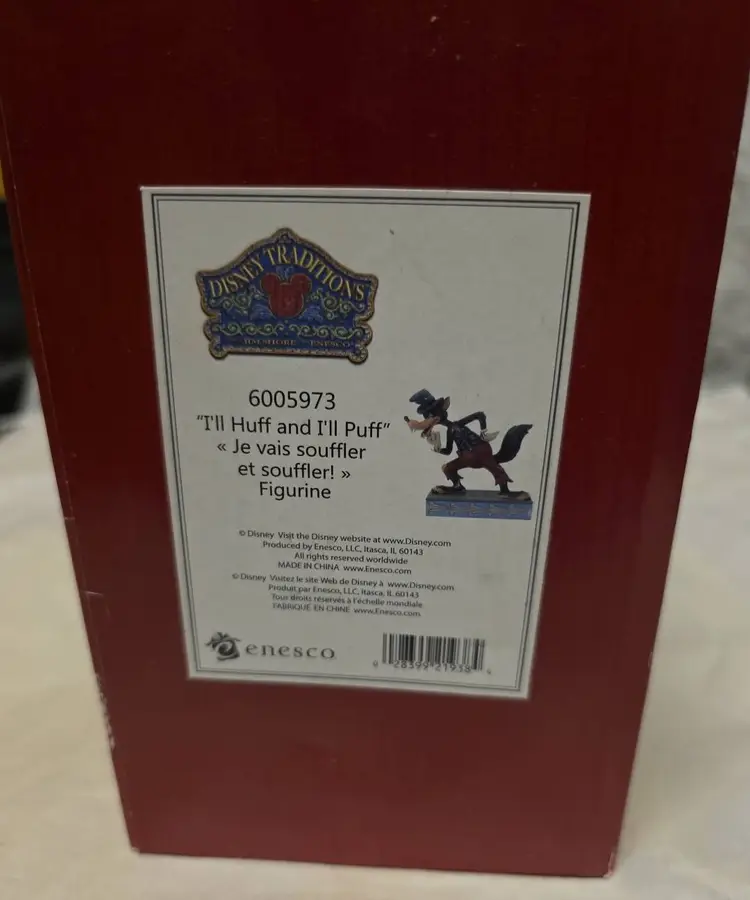 DISNEY TRADITIONS
JIM SHORE ENESCO
6005973
"I'll Huff and I'll Puff"
« Je vais souffler
et souffler! »
Figurine
© Disney Visit the Disney website at www.Disney.com
Produced by Enesco, LLC, Itasca, IL 60143
All rights reserved worldwide
MADE IN CHINA www.Enesco.com
© Disney Visitez le site Web de Disney à www.Disney.com
Produit par Enesco, LLC, Itasca, IL 60143
Tous droits réservés à l'échelle mondiale
FABRIQUÉ EN CHINE www.Enesco.com
enesco
28399 21938